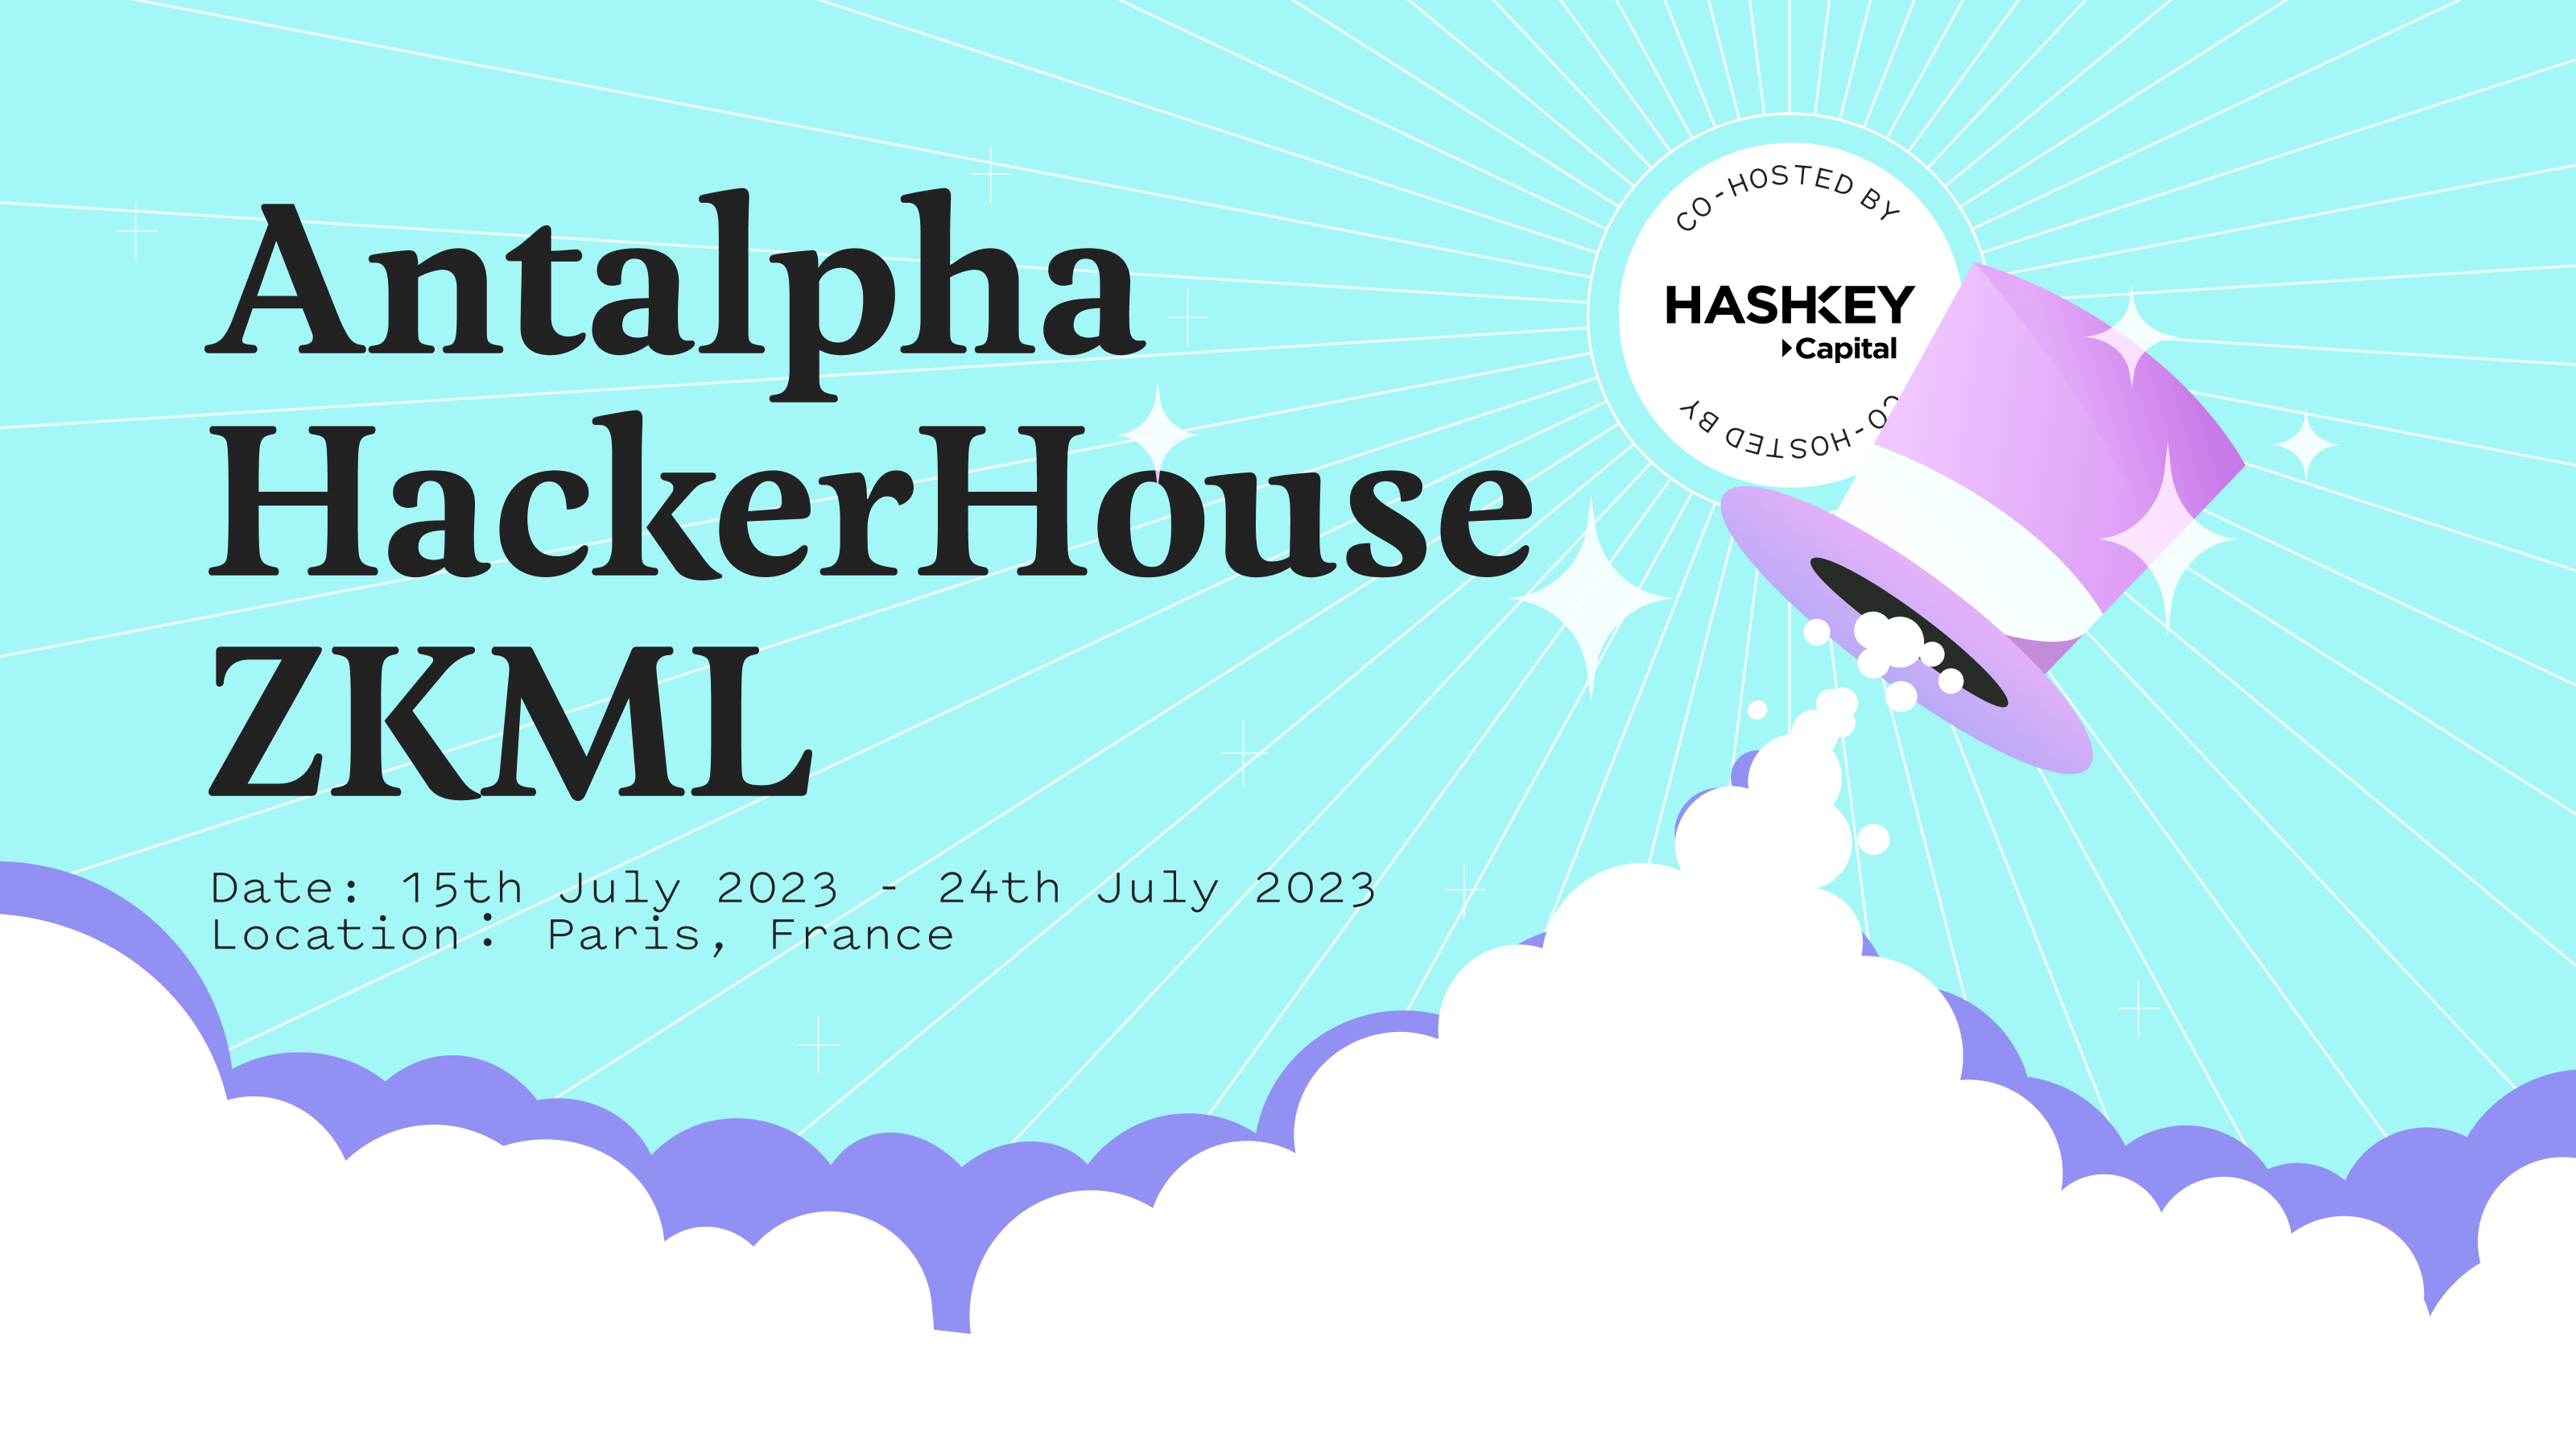 Antalpha
HackerHouse
ZKML
Date: 15th July 2023 - 24th July 2023
Location: Paris, France
CO-HOSTED BY
HASHKEY
Capital
CO-HOSTED BY